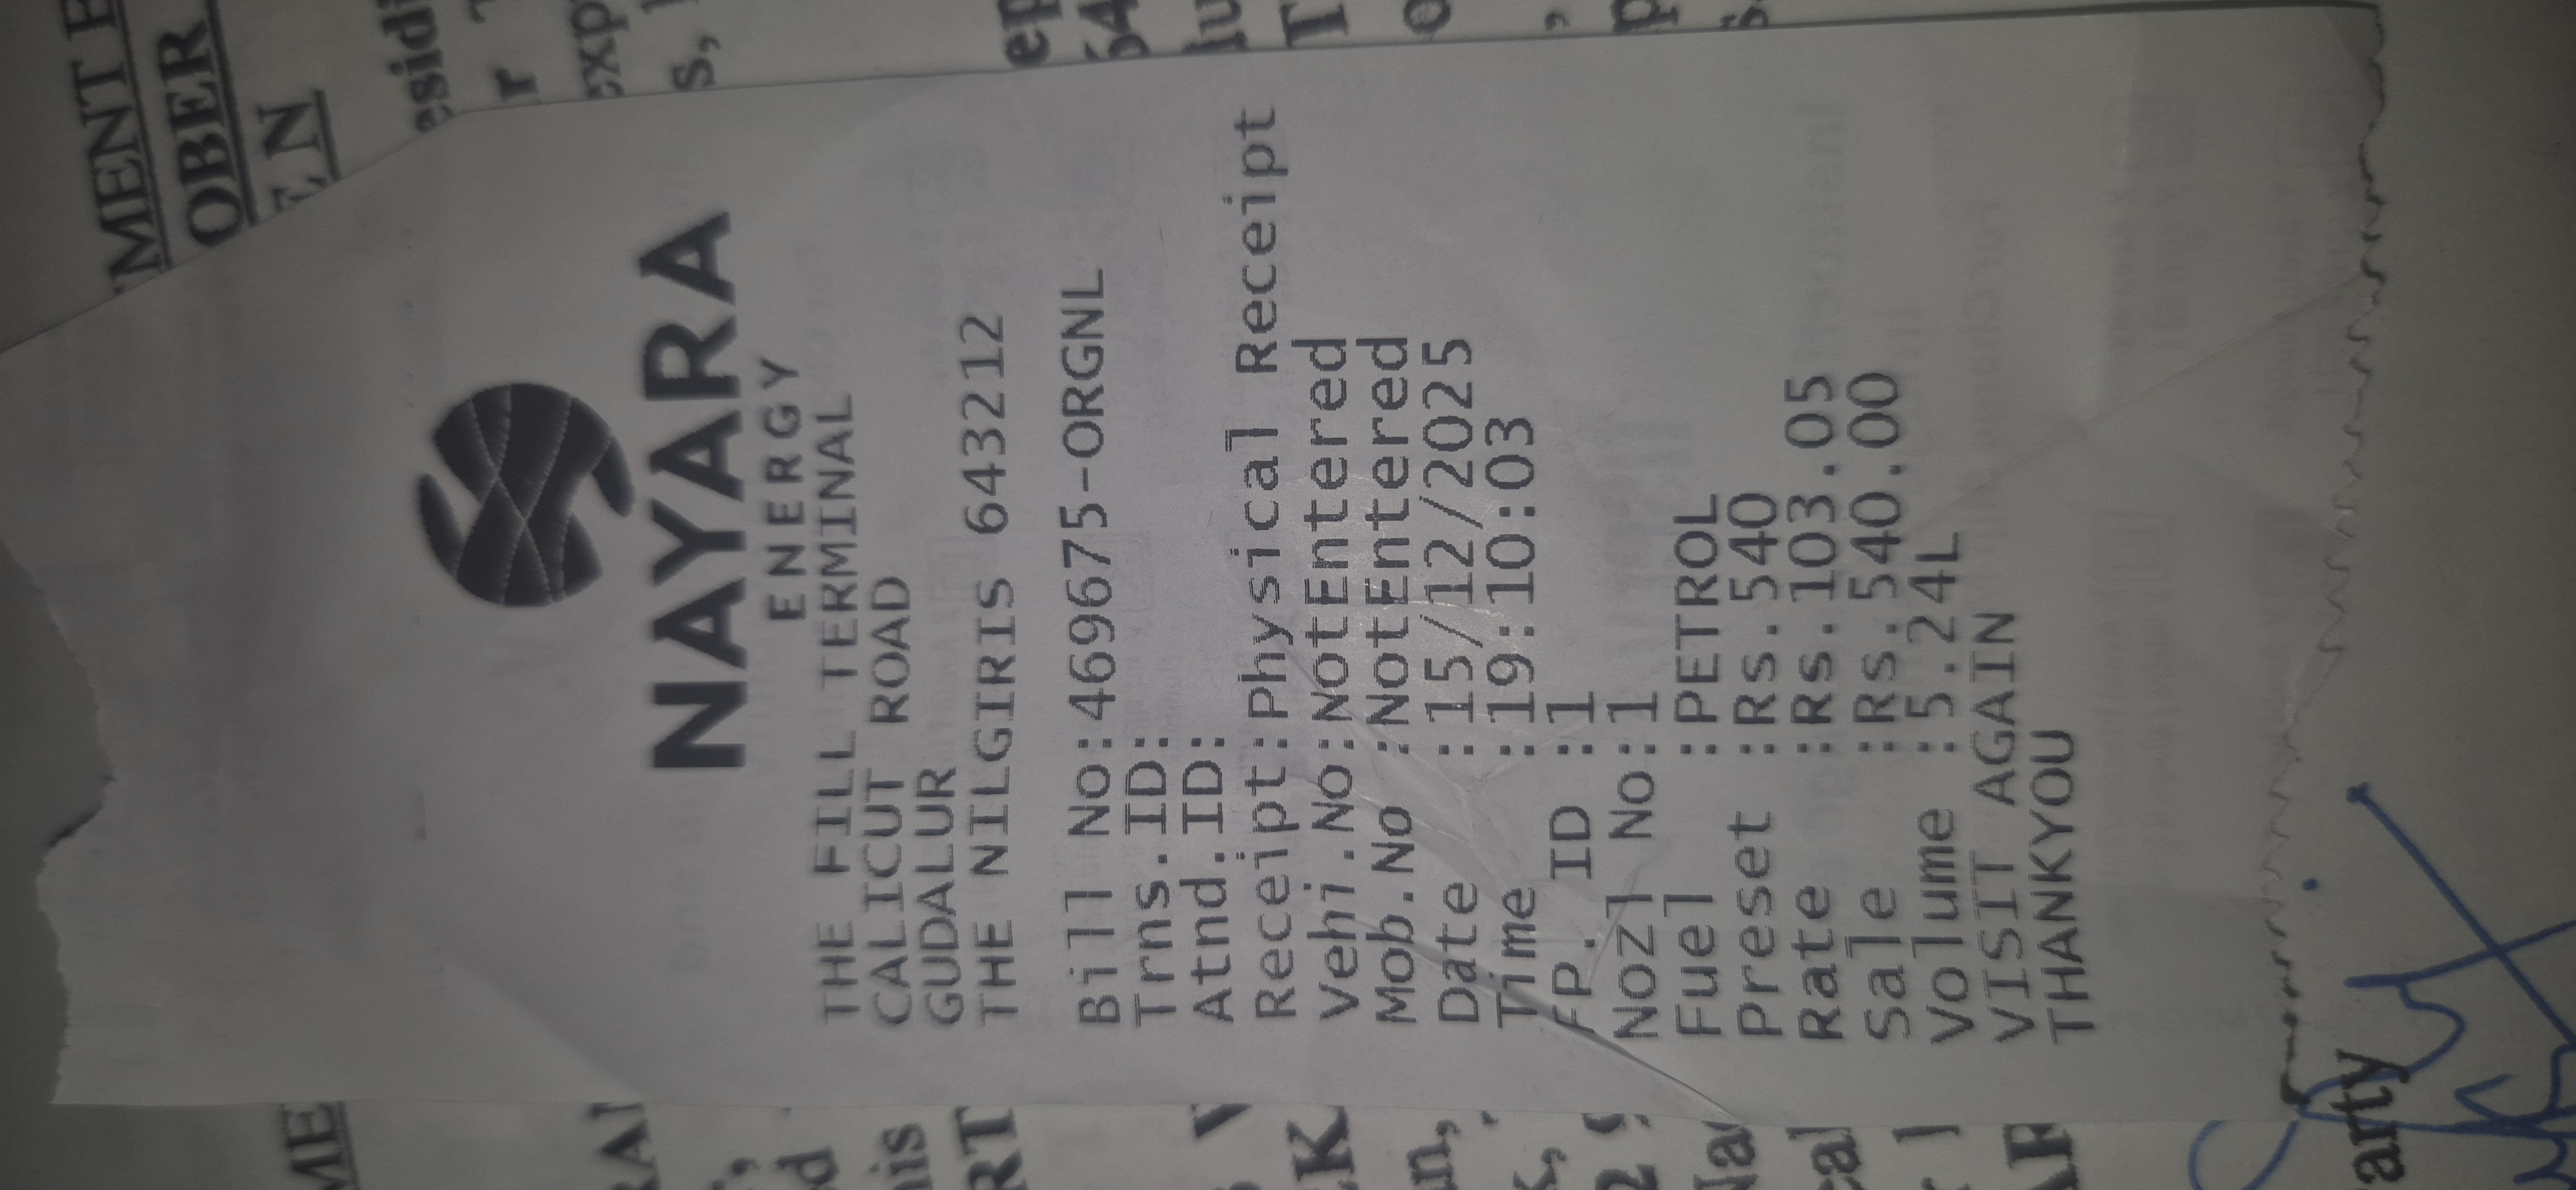 NAYARA
ENERGY
THE FILL TERMINAL
CALICUT ROAD
GUDALUR
THE NILGIRIS 643212
Bill No:469675-ORGNL
Trns.ID:
Atnd.ID:
Receipt:Physical Receipt
Vehi.No:NotEntered
Mob.No :NotEntered
Date :15/12/2025
Time :19:10:03
FP. ID :1
Nozl No:1
Fuel :PETROL
Preset :Rs.540
Rate :Rs.103.05
Sale :Rs.540.00
Volume :5.24L
VISIT AGAIN
THANKYOU